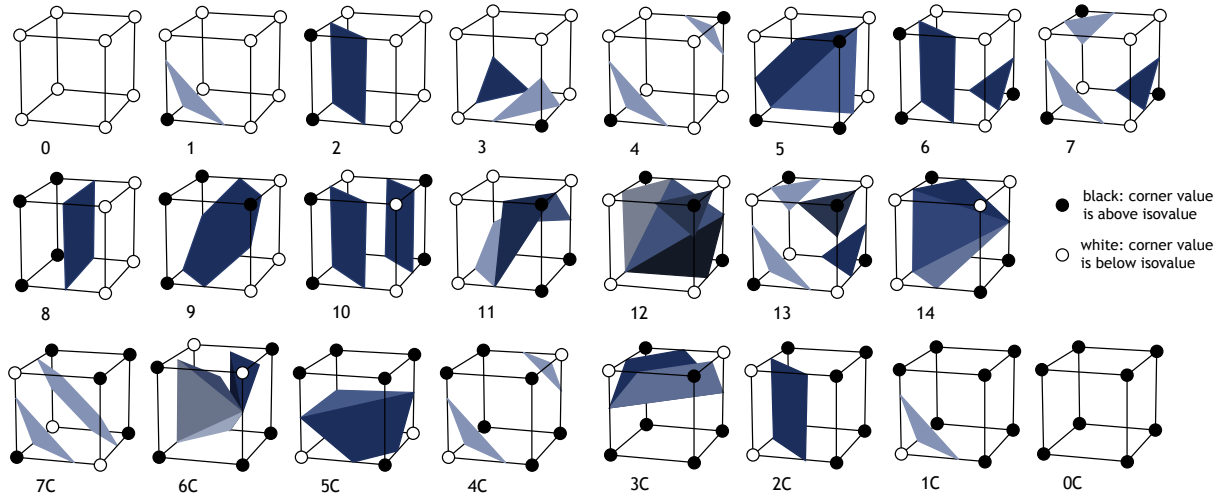 0 1 2 3 4 5 6 7
8 9 10 11 12 13 14
black: corner value
is above isovalue
white: corner value
is below isovalue
7C 6C 5C 4C 3C 2C 1C 0C